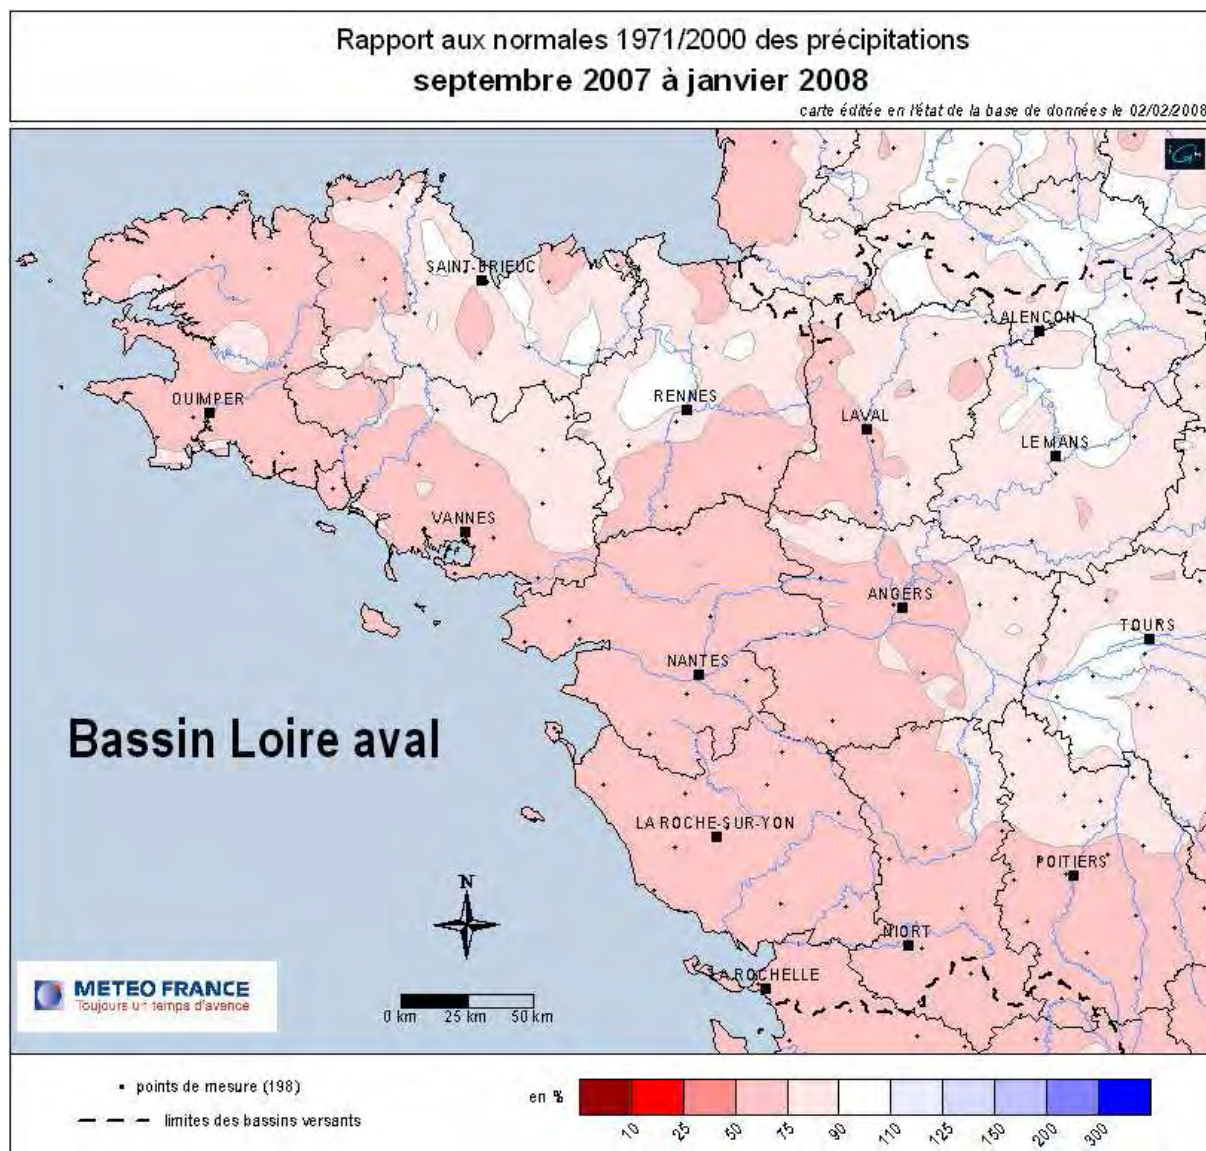 Rapport aux normales 1971/2000 des précipitations
septembre 2007 à janvier 2008
carte éditée en l'état de la base de données le 02/02/2008
SAINT-BRIEUC
ALENCON
QUIMPER
RENNES
LAVAL
LE MANS
VANNES
ANGERS
TOURS
NANTES
Bassin Loire aval
LA ROCHE-SUR-YON
POITIERS
N
NIORT
LA ROCHELLE
METEO FRANCE
Toujours un temps d'avance
0 km 25 km 50 km
points de mesure (198)
limites des bassins versants
en %
10 25 50 75 90 110 125 150 200 300